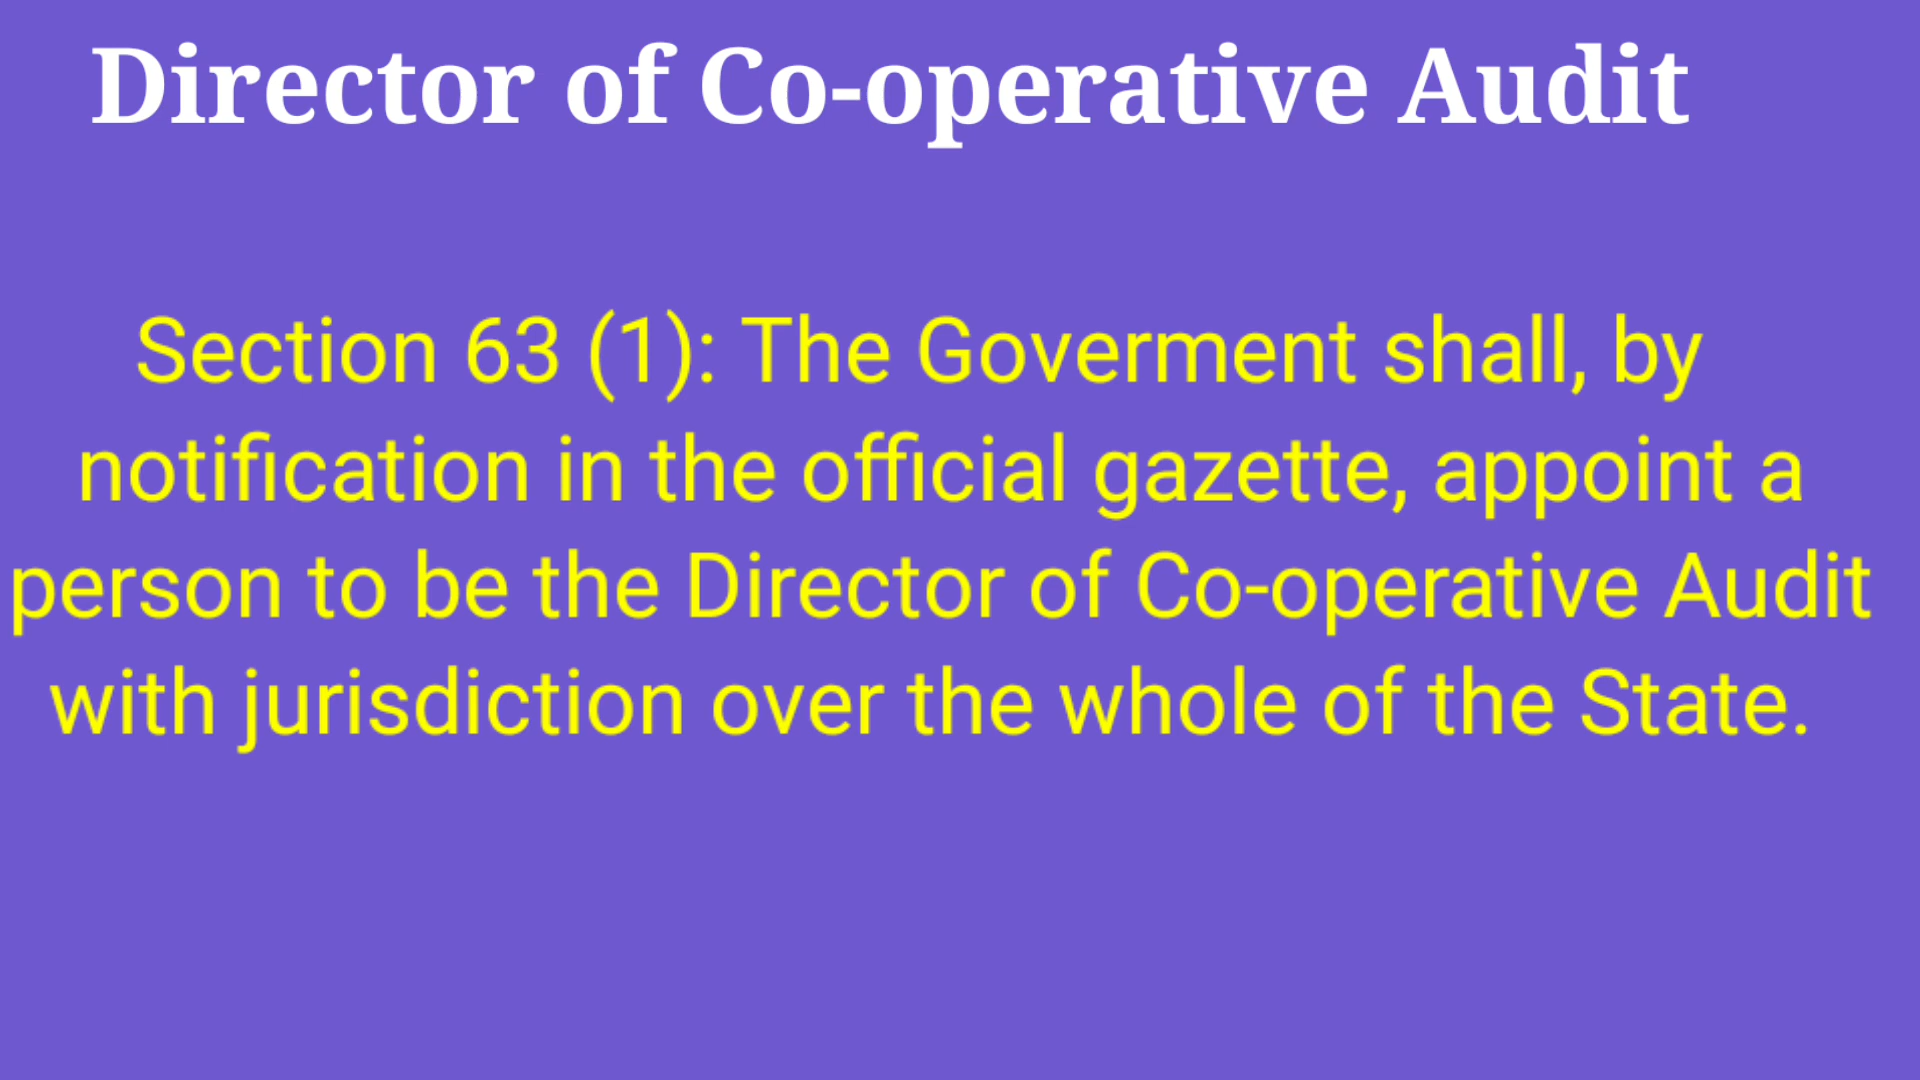 Director of Co-operative Audit
Section 63 (1): The Goverment shall, by
notification in the official gazette, appoint a
person to be the Director of Co-operative Audit
with jurisdiction over the whole of the State.